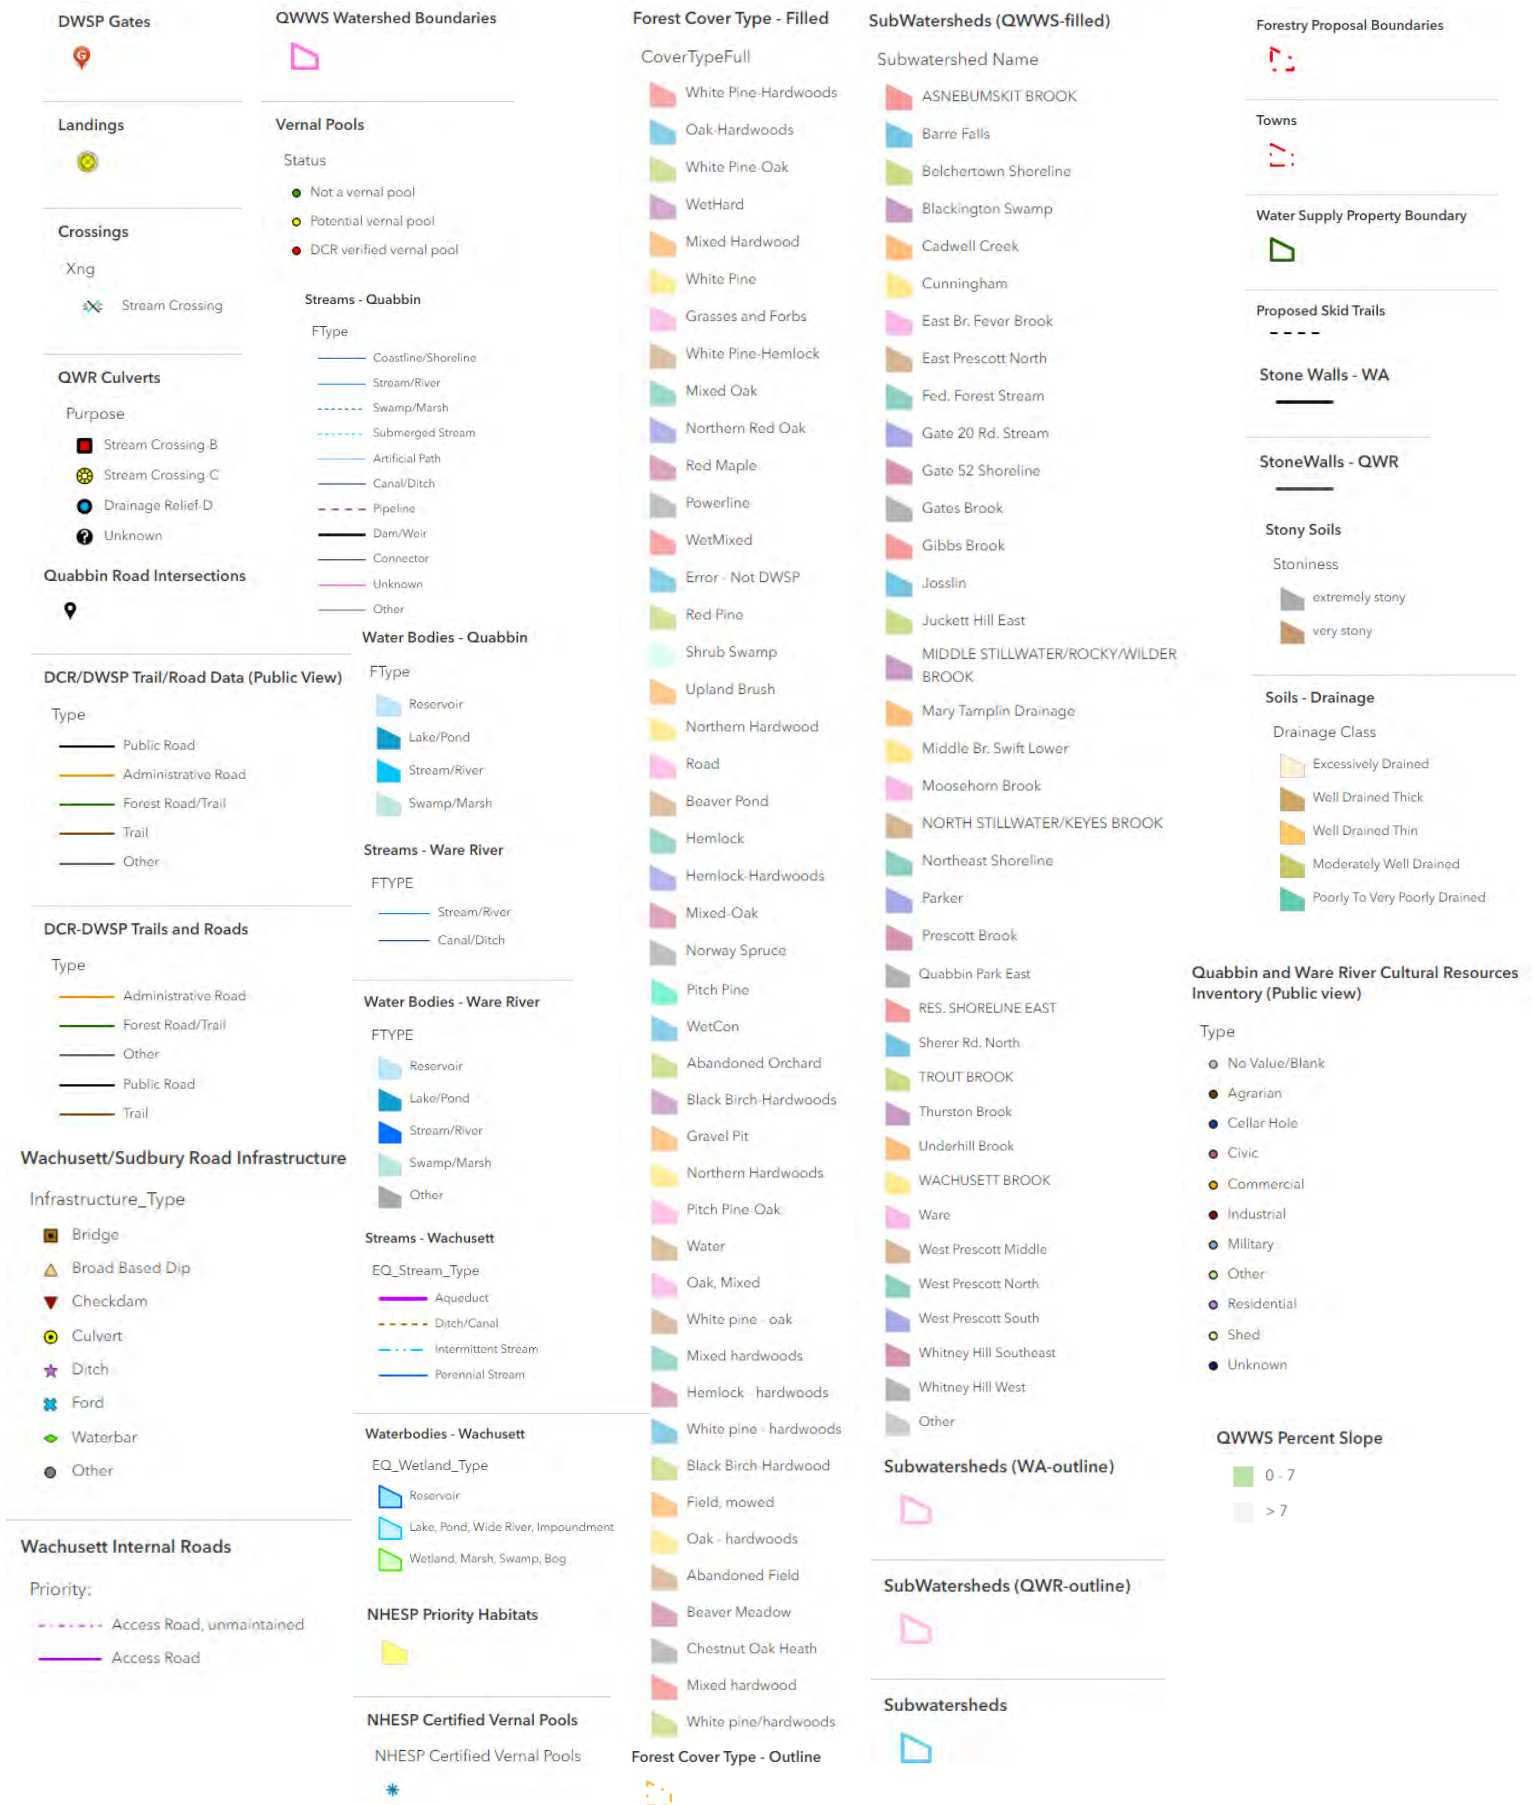 DWSP Gates
G
Landings
Crossings
Xng
Stream Crossing
QWR Culverts
Purpose
Stream Crossing-B
Stream Crossing-C
Drainage Relief-D
? Unknown
Quabbin Road Intersections
DCR/DWSP Trail/Road Data (Public View)
Type
Public Road
Administrative Road
Forest Road/Trail
Trail
Other
DCR-DWSP Trails and Roads
Type
Administrative Road
Forest Road/Trail
Other
Public Road
Trail
Wachusett/Sudbury Road Infrastructure
Infrastructure_Type
Bridge
Broad Based Dip
Checkdam
Culvert
Ditch
Ford
Waterbar
Other
Wachusett Internal Roads
Priority:
Access Road, unmaintained
Access Road
QWWS Watershed Boundaries
Vernal Pools
Status
Not a vernal pool
Potential vernal pool
DCR verified vernal pool
Streams - Quabbin
FType
Coastline/Shoreline
Stream/River
Swamp/Marsh
Submerged Stream
Artificial Path
Canal/Ditch
Pipeline
Dam/Weir
Connector
Unknown
Other
Water Bodies - Quabbin
FType
Reservoir
Lake/Pond
Stream/River
Swamp/Marsh
Streams - Ware River
FTYPE
Stream/River
Canal/Ditch
Water Bodies - Ware River
FTYPE
Reservoir
Lake/Pond
Stream/River
Swamp/Marsh
Other
Streams - Wachusett
EQ_Stream_Type
Aqueduct
Ditch/Canal
Intermittent Stream
Perennial Stream
Waterbodies - Wachusett
EQ_Wetland_Type
Reservoir
Lake, Pond, Wide River, Impoundment
Wetland, Marsh, Swamp, Bog
NHESP Priority Habitats
NHESP Certified Vernal Pools
NHESP Certified Vernal Pools
Forest Cover Type - Filled
CoverTypeFull
White Pine-Hardwoods
Oak-Hardwoods
White Pine-Oak
WetHard
Mixed Hardwood
White Pine
Grasses and Forbs
White Pine-Hemlock
Mixed Oak
Northern Red Oak
Red Maple
Powerline
WetMixed
Error - Not DWSP
Red Pine
Shrub Swamp
Upland Brush
Northern Hardwood
Road
Beaver Pond
Hemlock
Hemlock-Hardwoods
Mixed-Oak
Norway Spruce
Pitch Pine
WetCon
Abandoned Orchard
Black Birch-Hardwoods
Gravel Pit
Northern Hardwoods
Pitch Pine-Oak
Water
Oak, Mixed
White pine - oak
Mixed hardwoods
Hemlock - hardwoods
White pine - hardwoods
Black Birch-Hardwood
Field, mowed
Oak - hardwoods
Abandoned Field
Beaver Meadow
Chestnut Oak Heath
Mixed hardwood
White pine/hardwoods
Forest Cover Type - Outline
SubWatersheds (QWWS-filled)
Subwatershed Name
ASNEBUMSKIT BROOK
Barre Falls
Belchertown Shoreline
Blackington Swamp
Cadwell Creek
Cunningham
East Br. Fever Brook
East Prescott North
Fed. Forest Stream
Gate 20 Rd. Stream
Gate 52 Shoreline
Gates Brook
Gibbs Brook
Josslin
Juckett Hill East
MIDDLE STILLWATER/ROCKY/WILDER
BROOK
Mary Tamplin Drainage
Middle Br. Swift Lower
Moosehorn Brook
NORTH STILLWATER/KEYES BROOK
Northeast Shoreline
Parker
Prescott Brook
Quabbin Park East
RES. SHORELINE EAST
Sherer Rd. North
TROUT BROOK
Thurston Brook
Underhill Brook
WACHUSETT BROOK
Ware
West Prescott Middle
West Prescott North
West Prescott South
Whitney Hill Southeast
Whitney Hill West
Other
Subwatersheds (WA-outline)
SubWatersheds (QWR-outline)
Subwatersheds
Forestry Proposal Boundaries
Towns
Water Supply Property Boundary
Proposed Skid Trails
Stone Walls - WA
StoneWalls - QWR
Stony Soils
Stoniness
extremely stony
very stony
Soils - Drainage
Drainage Class
Excessively Drained
Well Drained Thick
Well Drained Thin
Moderately Well Drained
Poorly To Very Poorly Drained
Quabbin and Ware River Cultural Resources
Inventory (Public view)
Type
No Value/Blank
Agrarian
Cellar Hole
Civic
Commercial
Industrial
Military
Other
Residential
Shed
Unknown
QWWS Percent Slope
0 - 7
> 7